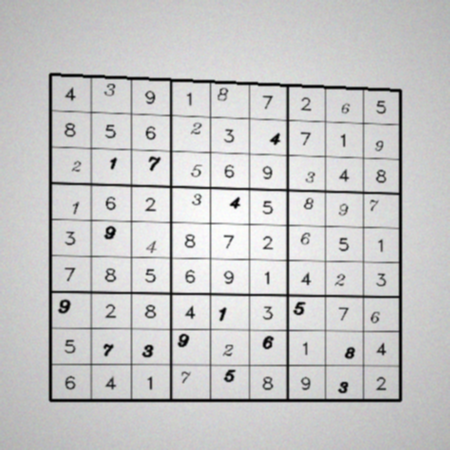 4 3 9 1 8 7 2 6 5
8 5 6 2 3 4 7 1 9
2 1 7 5 6 9 3 4 8
1 6 2 3 4 5 8 9 7
3 9 4 8 7 2 6 5 1
7 8 5 6 9 1 4 2 3
9 2 8 4 1 3 5 7 6
5 7 3 9 2 6 1 8 4
6 4 1 7 5 8 9 3 2